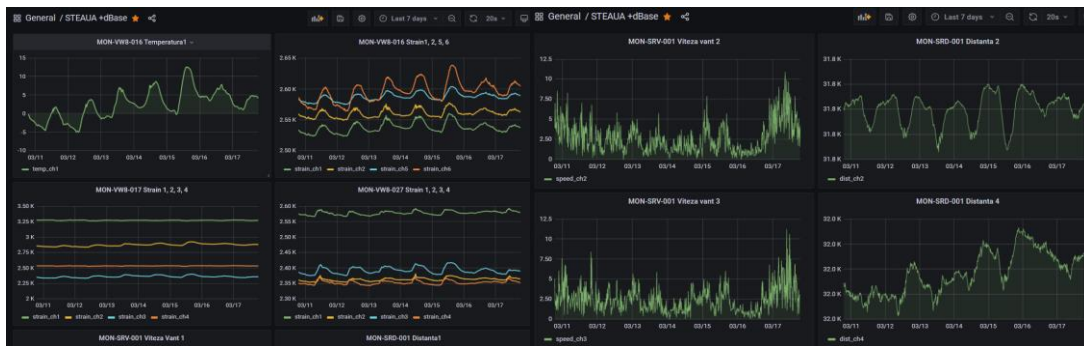 General / STEAUA +dBase
Last 7 days
20s
General / STEAUA +dBase
Last 7 days
20s
MON-VW8-016 Temperatura1
15
10
5
0
-5
-10
03/11 03/12 03/13 03/14 03/15 03/16 03/17
temp_ch1
MON-VW8-016 Strain1, 2, 5, 6
2.65 K
2.60 K
2.55 K
2.50 K
03/11 03/12 03/13 03/14 03/15 03/16 03/17
strain_ch1 strain_ch2 strain_ch5 strain_ch6
MON-SRV-001 Viteza vant 2
12.5
10
7.50
5
2.50
0
03/11 03/12 03/13 03/14 03/15 03/16 03/17
speed_ch2
MON-SRD-001 Distanta 2
31.8 K
31.8 K
31.8 K
31.8 K
03/11 03/12 03/13 03/14 03/15 03/16 03/17
dist_ch2
MON-VW8-017 Strain 1, 2, 3, 4
3.50 K
3.25 K
3 K
2.75 K
2.50 K
2.25 K
2 K
03/11 03/12 03/13 03/14 03/15 03/16 03/17
strain_ch1 strain_ch2 strain_ch3 strain_ch4
MON-VW8-027 Strain 1, 2, 3, 4
2.60 K
2.55 K
2.50 K
2.45 K
2.40 K
2.35 K
2.30 K
03/11 03/12 03/13 03/14 03/15 03/16 03/17
strain_ch1 strain_ch2 strain_ch3 strain_ch4
MON-SRV-001 Viteza vant 3
12.5
10
7.50
5
2.50
0
03/11 03/12 03/13 03/14 03/15 03/16 03/17
speed_ch3
MON-SRD-001 Distanta 4
32.0 K
32.0 K
32.0 K
32.0 K
03/11 03/12 03/13 03/14 03/15 03/16 03/17
dist_ch4
MON-SRV-001 Viteza Vant 1
MON-SRD-001 Distanta1